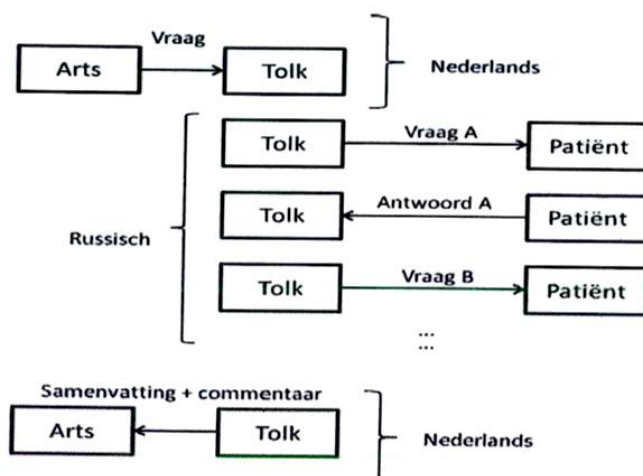 Vraag
Arts Tolk Nederlands
Vraag A
Tolk Patiënt
Antwoord A
Tolk Patiënt
Russisch
Vraag B
Tolk Patiënt
...
...
Samenvatting + commentaar
Arts Tolk Nederlands